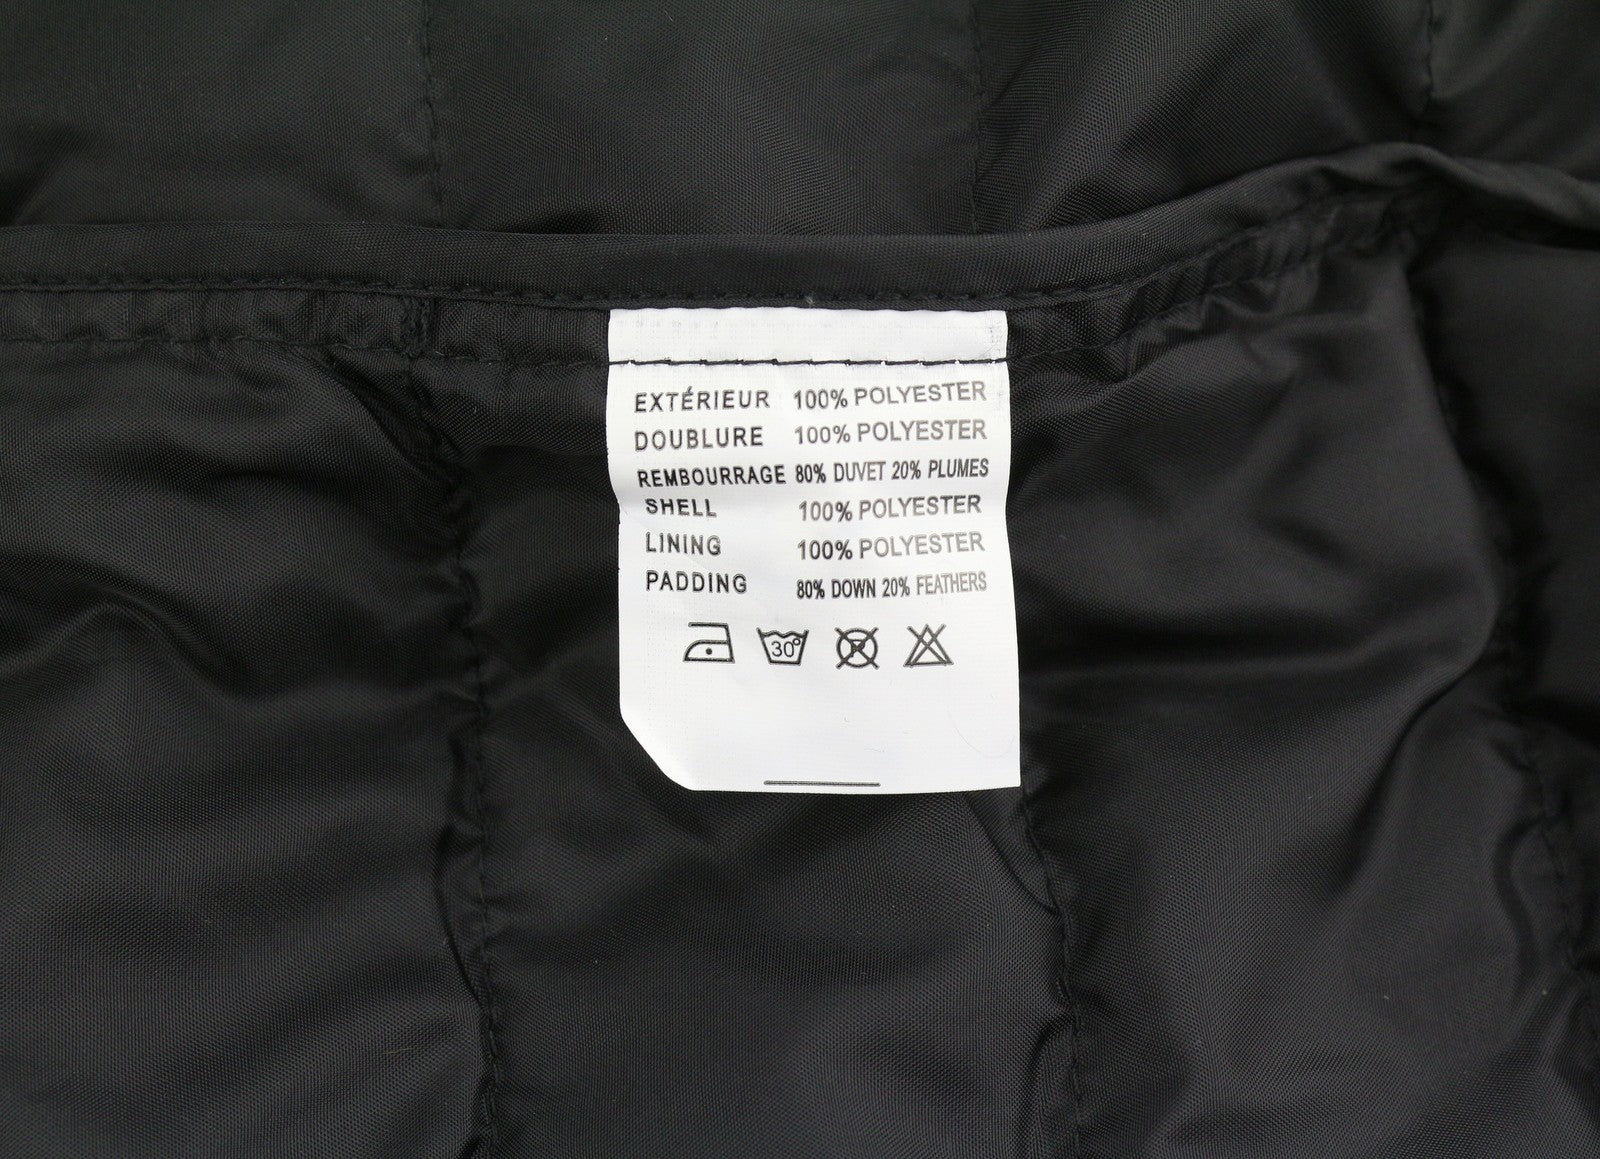 EXTÉRIEUR 100% POLYESTER
DOUBLURE 100% POLYESTER
REMBOURRAGE 80% DUVET 20% PLUMES
SHELL 100% POLYESTER
LINING 100% POLYESTER
PADDING 80% DOWN 20% FEATHERS
30°